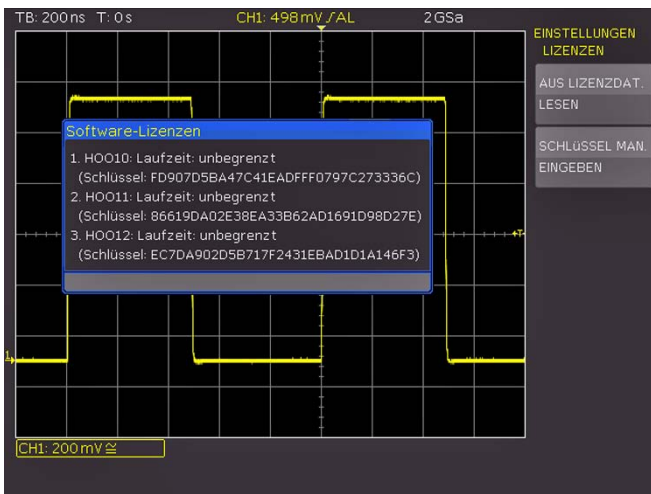 TB: 200ns T: 0s CH1: 498mV AL 2GSa
EINSTELLUNGEN
LIZENZEN
AUS LIZENZDAT.
LESEN
SCHLÜSSEL MAN.
EINGEBEN
Software-Lizenzen
1. HOO10: Laufzeit: unbegrenzt
(Schlüssel: FD907D5BA47C41EADFFF0797C273336C)
2. HOO11: Laufzeit: unbegrenzt
(Schlüssel: 86619DA02E38EA33B62AD1691D98D27E)
3. HOO12: Laufzeit: unbegrenzt
(Schlüssel: EC7DA902D5B717F2431EBAD1D1A146F3)
T
1
CH1: 200mV